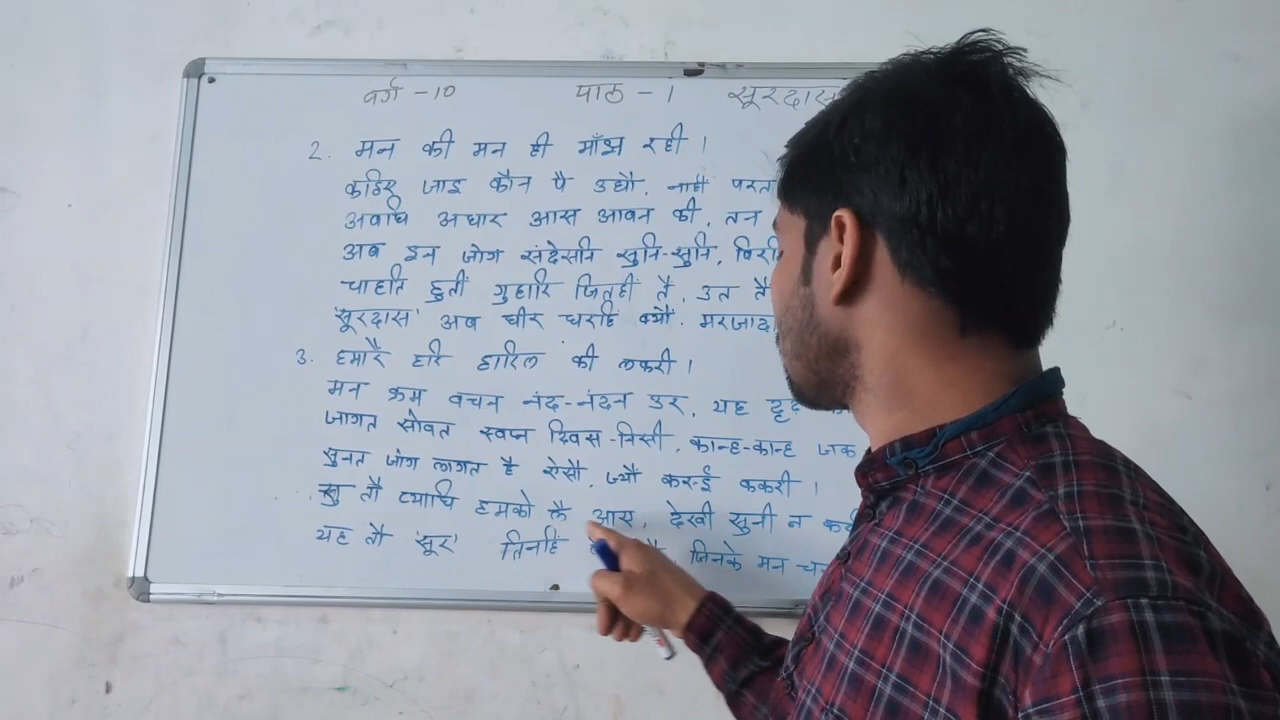 वर्ग - 10 पाठ - 1 सूरदास
2. मन की मन ही माँझ रही ।
कहिए जाइ कौन पै उधौ, नाहीं परत
अवधि अधार आस आवन की, तन
अब इन जोग संदेसनि सुनि-सुनि,
चाहति हुतीं गुहारि जितहीं तै, उत तै
'सूरदास' अब धीर धरहिं क्यौं, मरजादा
3. हमारै हरि हारिल की लकरी ।
मन क्रम वचन नंद-नंदन उर, यह दृढ़
जागत सोवत स्वप्न दिवस-निसी, कान्ह-कान्ह जक
सुनत जोग लागत है ऐसौ, ज्यौं करुई ककरी ।
सु तौ व्याधि हमको लै आए, देखी सुनी न करी
यह तौ 'सूर' तिनहिं जिनके मन